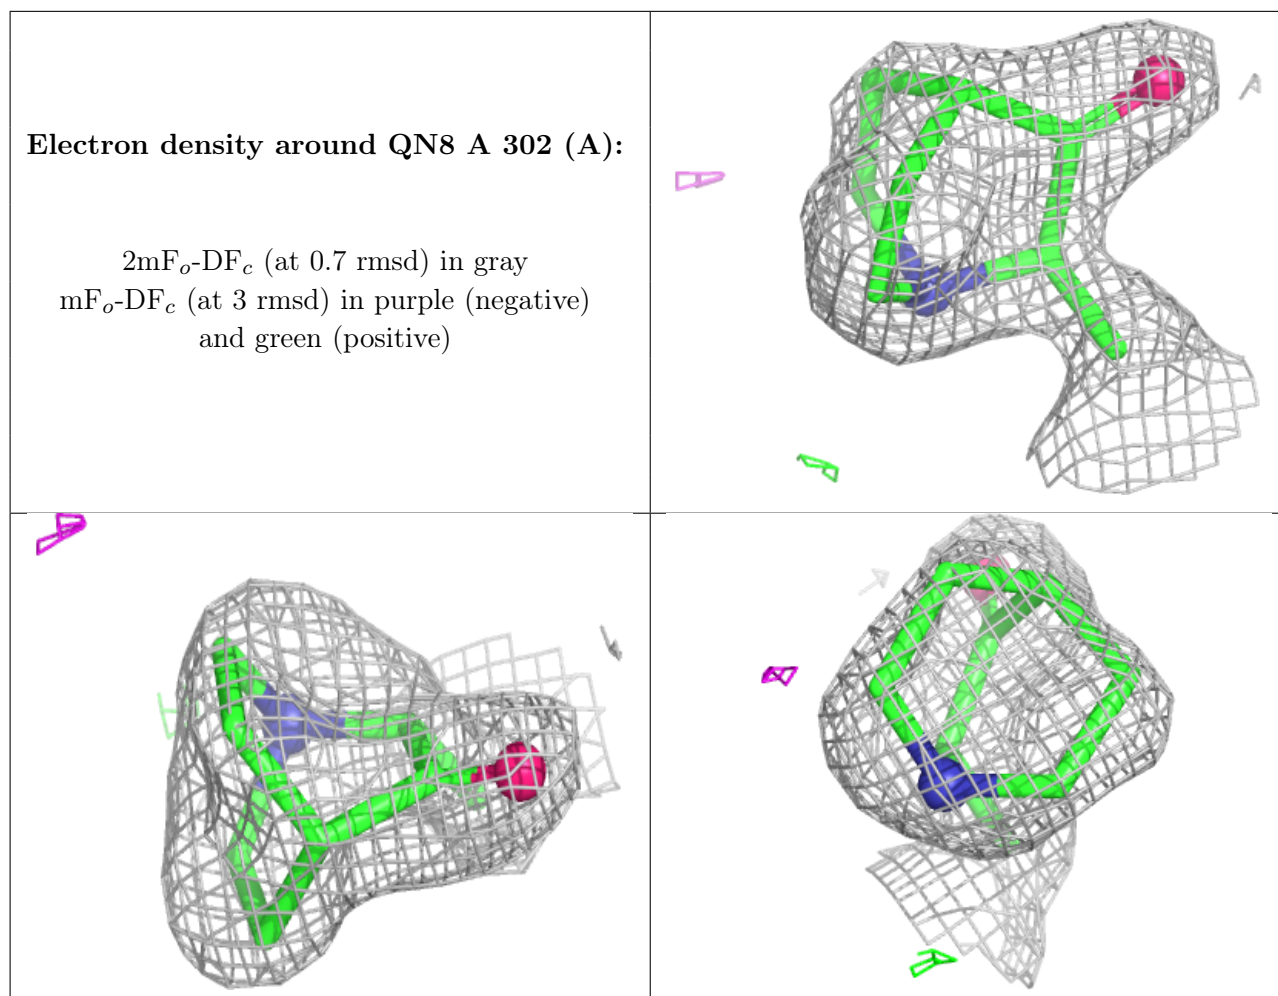 Electron density around QN8 A 302 (A):
2mFo-DFc (at 0.7 rmsd) in gray
mFo-DFc (at 3 rmsd) in purple (negative)
and green (positive)